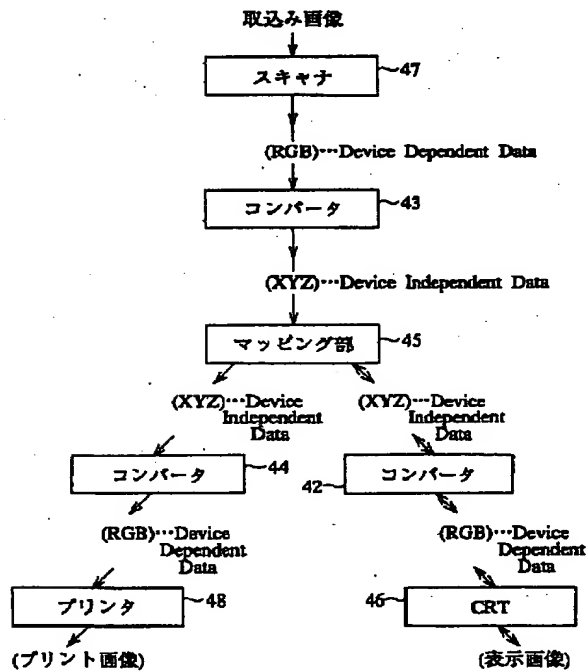 取込み画像
スキャナ
47
(RGB)…Device Dependent Data
コンバータ
43
(XYZ)…Device Independent Data
マッピング部
45
(XYZ)…Device
Independent
Data
(XYZ)…Device
Independent
Data
コンバータ
44
42
コンバータ
(RGB)…Device
Dependent
Data
(RGB)…Device
Dependent
Data
プリンタ
48
46
CRT
(プリント画像)
(表示画像)